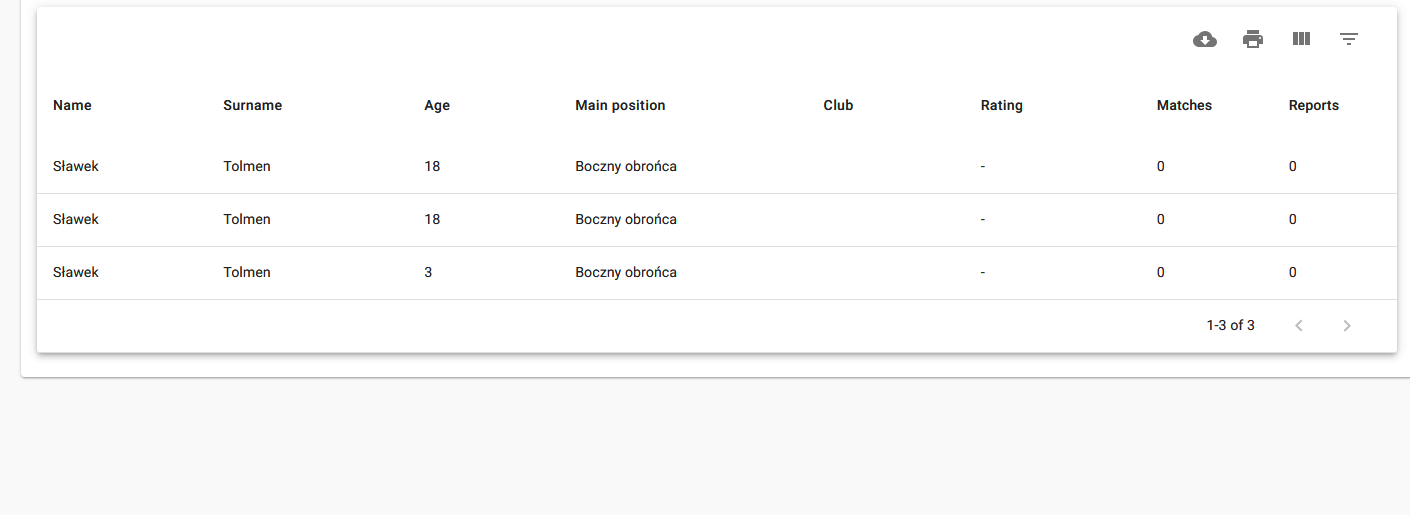 Name Surname Age Main position Club Rating Matches Reports
Sławek Tolmen 18 Boczny obrońca - 0 0
Sławek Tolmen 18 Boczny obrońca - 0 0
Sławek Tolmen 3 Boczny obrońca - 0 0
1-3 of 3